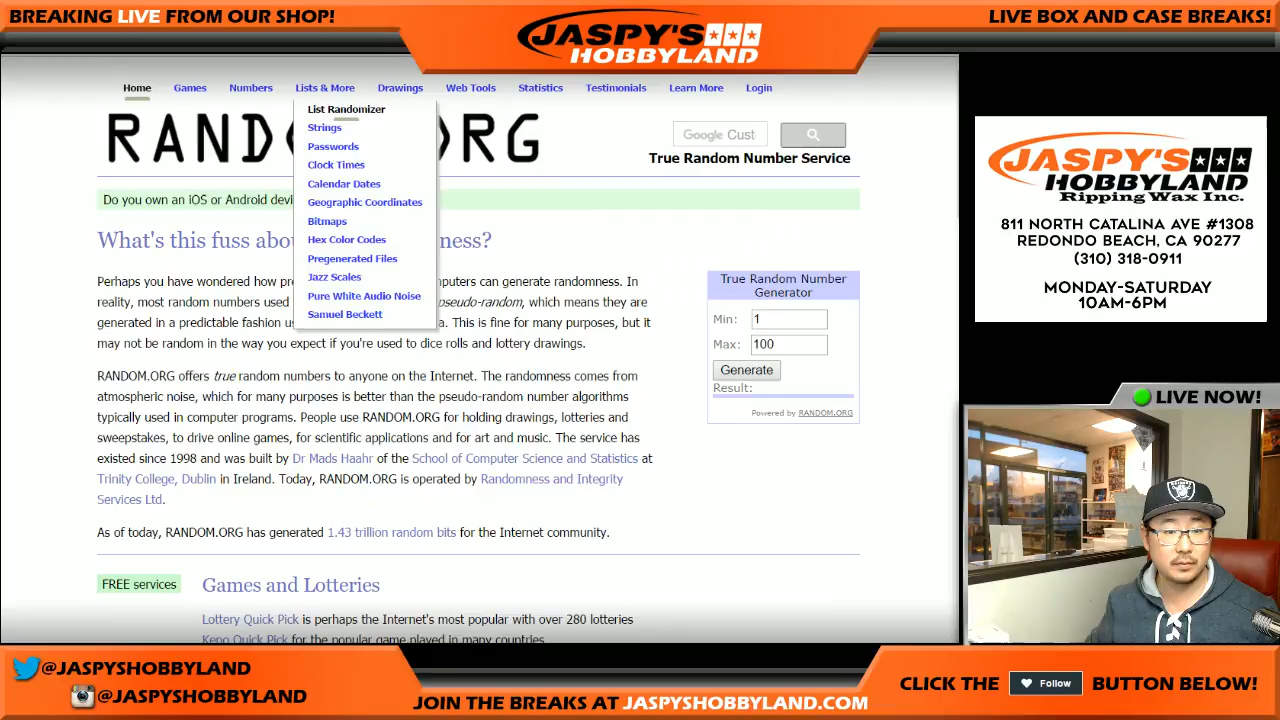 BREAKING LIVE FROM OUR SHOP!
JASPY'S
HOBBYLAND
LIVE BOX AND CASE BREAKS!
Home Games Numbers Lists & More Drawings Web Tools Statistics Testimonials Learn More Login
List Randomizer
Strings
Passwords
Clock Times
Calendar Dates
Geographic Coordinates
Bitmaps
Hex Color Codes
Pregenerated Files
Jazz Scales
Pure White Audio Noise
Samuel Beckett
RAND RG
Google Cust
True Random Number Service
Do you own an iOS or Android devi
What's this fuss abo ness?
Perhaps you have wondered how pre puters can generate randomness. In
reality, most random numbers used pseudo-random, which means they are
generated in a predictable fashion us a. This is fine for many purposes, but it
may not be random in the way you expect if you're used to dice rolls and lottery drawings.
RANDOM.ORG offers true random numbers to anyone on the Internet. The randomness comes from
atmospheric noise, which for many purposes is better than the pseudo-random number algorithms
typically used in computer programs. People use RANDOM.ORG for holding drawings, lotteries and
sweepstakes, to drive online games, for scientific applications and for art and music. The service has
existed since 1998 and was built by Dr Mads Haahr of the School of Computer Science and Statistics at
Trinity College, Dublin in Ireland. Today, RANDOM.ORG is operated by Randomness and Integrity
Services Ltd.
As of today, RANDOM.ORG has generated 1.43 trillion random bits for the Internet community.
FREE services
Games and Lotteries
Lottery Quick Pick is perhaps the Internet's most popular with over 280 lotteries
Keno Quick Pick for the popular game played in many countries
True Random Number
Generator
Min: 1
Max: 100
Generate
Result:
Powered by RANDOM.ORG
JASPY'S
HOBBYLAND
Ripping Wax Inc.
811 NORTH CATALINA AVE #1308
REDONDO BEACH, CA 90277
(310) 318-0911
MONDAY-SATURDAY
10AM-6PM
LIVE NOW!
@JASPYSHOBBYLAND
@JASPYSHOBBYLAND
JOIN THE BREAKS AT JASPYSHOBBYLAND.COM
CLICK THE Follow BUTTON BELOW!